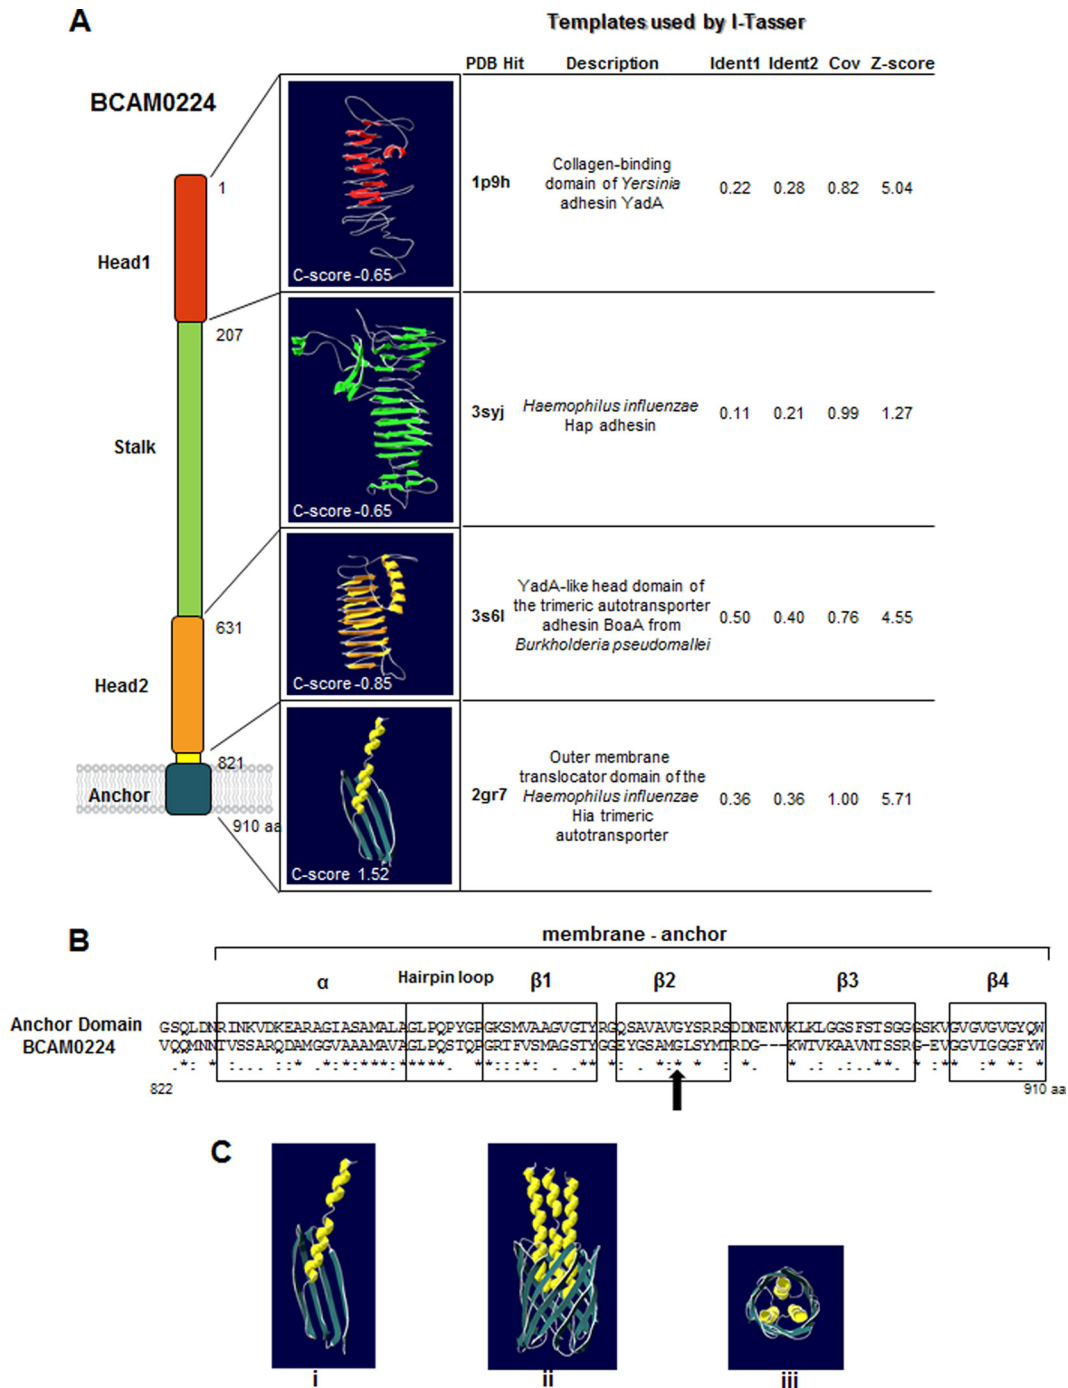 A
Templates used by I-Tasser
PDB Hit Description Ident1 Ident2 Cov Z-score
BCAM0224
1
Head1
207
Stalk
631
Head2
821
Anchor
910 aa
C-score -0.65
1p9h
Collagen-binding
domain of Yersinia
adhesin YadA
0.22 0.28 0.82 5.04
C-score -0.65
3syj
Haemophilus influenzae
Hap adhesin
0.11 0.21 0.99 1.27
C-score -0.85
3s6l
YadA-like head domain of
the trimeric autotransporter
adhesin BoaA from
Burkholderia pseudomallei
0.50 0.40 0.76 4.55
C-score 1.52
2gr7
Outer membrane
translocator domain of the
Haemophilus influenzae
Hia trimeric
autotransporter
0.36 0.36 1.00 5.71
B
membrane - anchor
α Hairpin loop β1 β2 β3 β4
Anchor Domain GSQLDNRINKVDKEARAGIASAMALAGLPQPYGPGKSMVAAGVGTYRGQSAVAVGYSRRSDDNENVKLKLGGSFSTSGGGSKVGVGVGVGYQW
BCAM0224 VQQMNNTVSSARQDAMGGVAAAMAVAGLPQSTQPGRTFVSMAGSTYGGEYGSAMGLSYMTRDG---KWTVKAAVNTSSRG-EVGGVIGGGFYW
822 910 aa
C
i ii iii